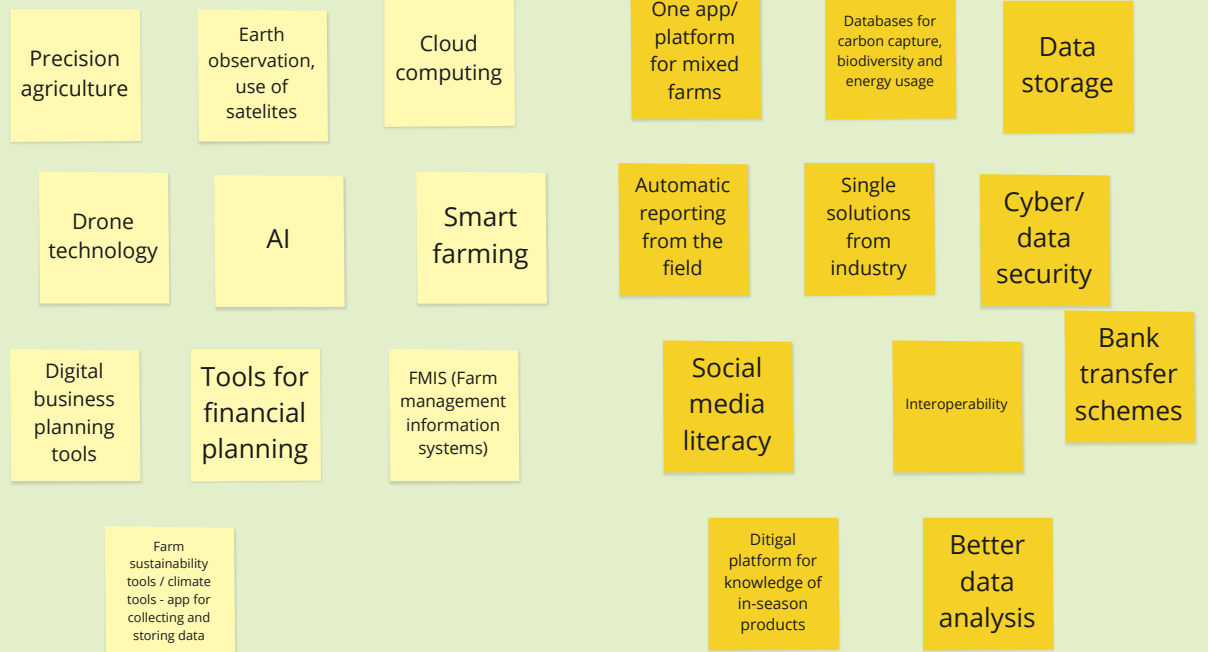 Precision
agriculture
Earth
observation,
use of
satelites
Cloud
computing
One app/
platform
for mixed
farms
Databases for
carbon capture,
biodiversity and
energy usage
Data
storage
Drone
technology
AI
Smart
farming
Automatic
reporting
from the
field
Single
solutions
from
industry
Cyber/
data
security
Digital
business
planning
tools
Tools for
financial
planning
FMIS (Farm
management
information
systems)
Social
media
literacy
Interoperability
Bank
transfer
schemes
Farm
sustainability
tools / climate
tools - app for
collecting and
storing data
Ditigal
platform for
knowledge of
in-season
products
Better
data
analysis